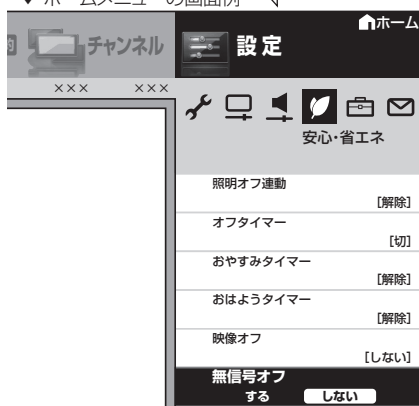 ▼ ホームメニューの画面例
チャンネル
設定
ホーム
××× ×××
安心・省エネ
照明オフ連動
[解除]
オフタイマー
[切]
おやすみタイマー
[解除]
おはようタイマー
[解除]
映像オフ
[しない]
無信号オフ
する しない